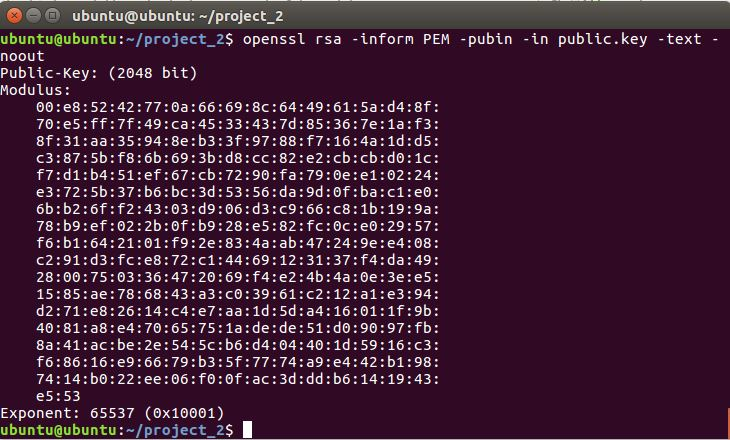 ubuntu@ubuntu: ~/project_2
ubuntu@ubuntu:~/project_2$ openssl rsa -inform PEM -pubin -in public.key -text -
noout
Public-Key: (2048 bit)
Modulus:
00:e8:52:42:77:0a:66:69:8c:64:49:61:5a:d4:8f:
70:e5:ff:7f:49:ca:45:33:43:7d:85:36:7e:1a:f3:
8f:31:aa:35:94:8e:b3:3f:97:88:f7:16:4a:1d:d5:
c3:87:5b:f8:6b:69:3b:d8:cc:82:e2:cb:cb:d0:1c:
f7:d1:b4:51:ef:67:cb:72:90:fa:79:0e:e1:02:24:
e3:72:5b:37:b6:bc:3d:53:56:da:9d:0f:ba:c1:e0:
6b:b2:6f:f2:43:03:d9:06:d3:c9:66:c8:1b:19:9a:
78:b9:ef:02:2b:0f:b9:28:e5:82:fc:0c:e0:29:57:
f6:b1:64:21:01:f9:2e:83:4a:ab:47:24:9e:e4:08:
c2:91:d3:fc:e8:72:c1:44:69:12:31:37:f4:da:49:
28:00:75:03:36:47:20:69:f4:e2:4b:4a:0e:3e:e5:
15:85:ae:78:68:43:a3:c0:39:61:c2:12:a1:e3:94:
d2:71:e8:26:14:c4:e7:aa:1d:5d:a4:16:01:1f:9b:
40:81:a8:e4:70:65:75:1a:de:de:51:d0:90:97:fb:
8a:41:ac:be:2e:54:5c:b6:d4:04:40:1d:59:16:c3:
f6:86:16:e9:66:79:b3:5f:77:74:a9:e4:42:b1:98:
74:14:b0:22:ee:06:f0:0f:ac:3d:dd:b6:14:19:43:
e5:53
Exponent: 65537 (0x10001)
ubuntu@ubuntu:~/project_2$